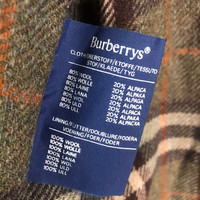 Burberrys®
CLOTH/OBERSTOFF/ÉTOFFE/TESSUTO
STOF/KLAEDE/TYG
80% WOOL 20% ALPACA
80% WOLLE 20% ALPAKA
80% LAINE 20% ALPAGA
80% LANA 20% ALPACA
80% WOL 20% ALPACA
80% ULD 20% ALPAKA
LINING/FUTTER/DOUBLURE/FODERA
VOERING/FOER/FODER
100% WOOL
100% WOLLE
100% LAINE
100% LANA
100% WOL
100% ULD